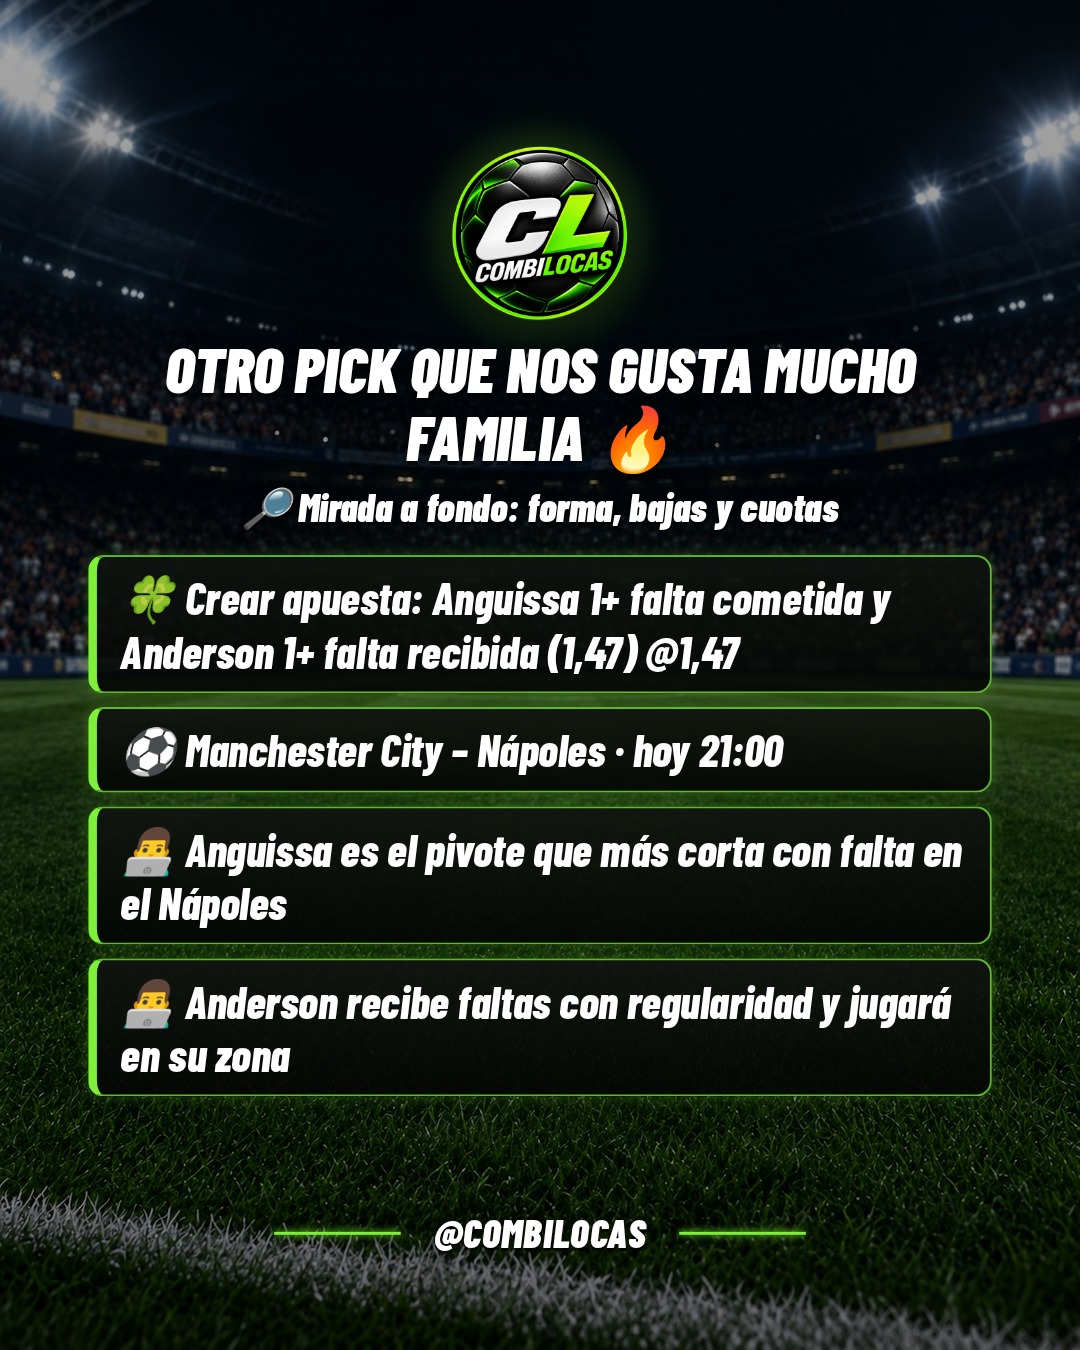 CL
COMBILOCAS
OTRO PICK QUE NOS GUSTA MUCHO
FAMILIA 🔥
🔎 Mirada a fondo: forma, bajas y cuotas
🍀 Crear apuesta: Anguissa 1+ falta cometida y
Anderson 1+ falta recibida (1,47) @1,47
⚽ Manchester City – Nápoles · hoy 21:00
👨‍💻 Anguissa es el pivote que más corta con falta en
el Nápoles
👨‍💻 Anderson recibe faltas con regularidad y jugará
en su zona
@COMBILOCAS